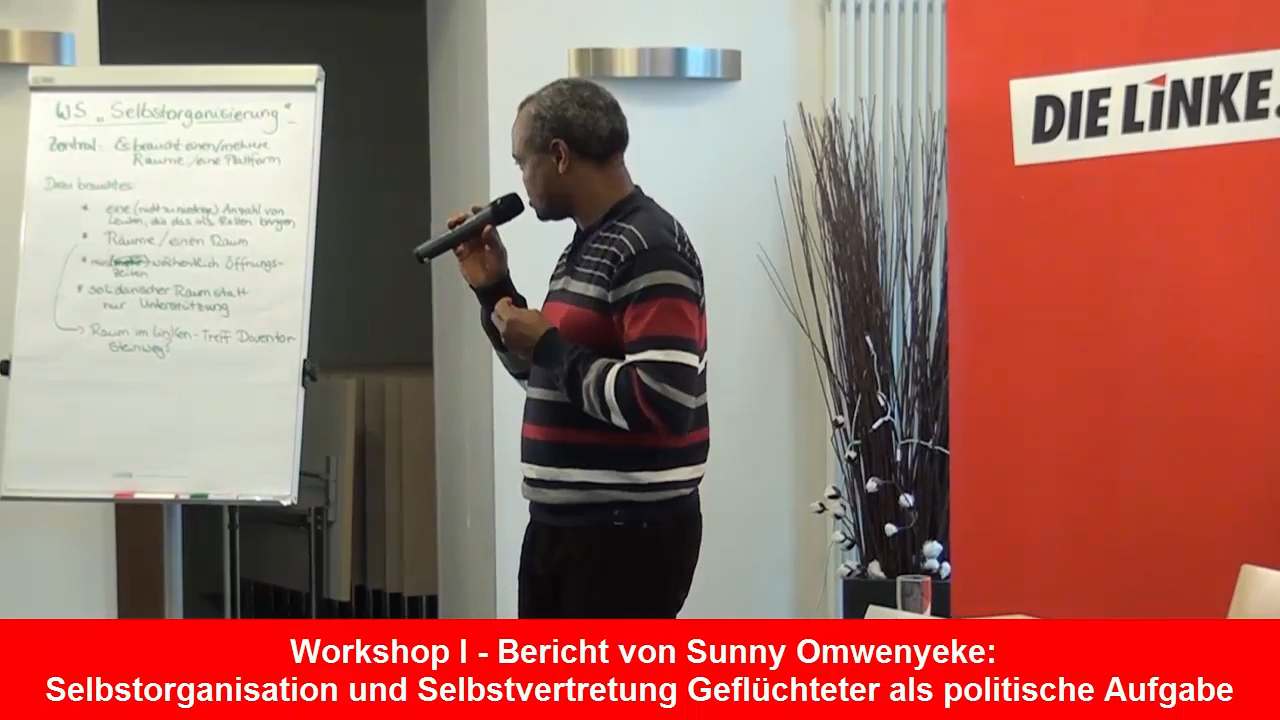 WS „Selbstorganisierung“
Zentral: Es braucht einen/mehrere
Räume/eine Plattform
Dazu braucht es
* eine (nicht zu niedrige) Anzahl von
Leuten, die das ins Rollen bringen
* Räume/einen Raum
* wöchentlich Öffnungs-
zeiten
* solidarischer Raum statt
nur Unterstützung
→ Raum im Linken-Treff Daventor
Steinweg?
DIE LINKE.
Workshop I - Bericht von Sunny Omwenyeke:
Selbstorganisation und Selbstvertretung Geflüchteter als politische Aufgabe